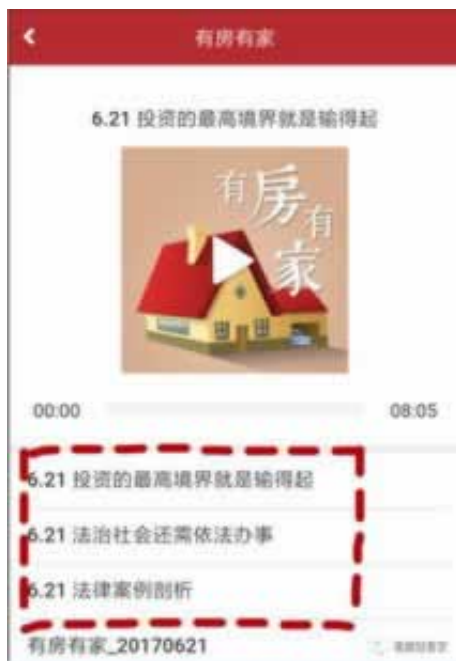 有房有家
6.21 投资的最高境界就是输得起
有房有家
00:00
08:05
6.21 投资的最高境界就是输得起
6.21 法治社会还需依法办事
6.21 法律案例剖析
有房有家_20170621